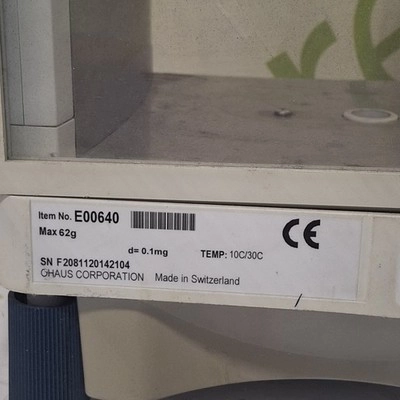 Item No. E00640
Max 62g
d= 0.1mg
TEMP: 10C/30C
CE
SN F2081120142104
OHAUS CORPORATION Made in Switzerland